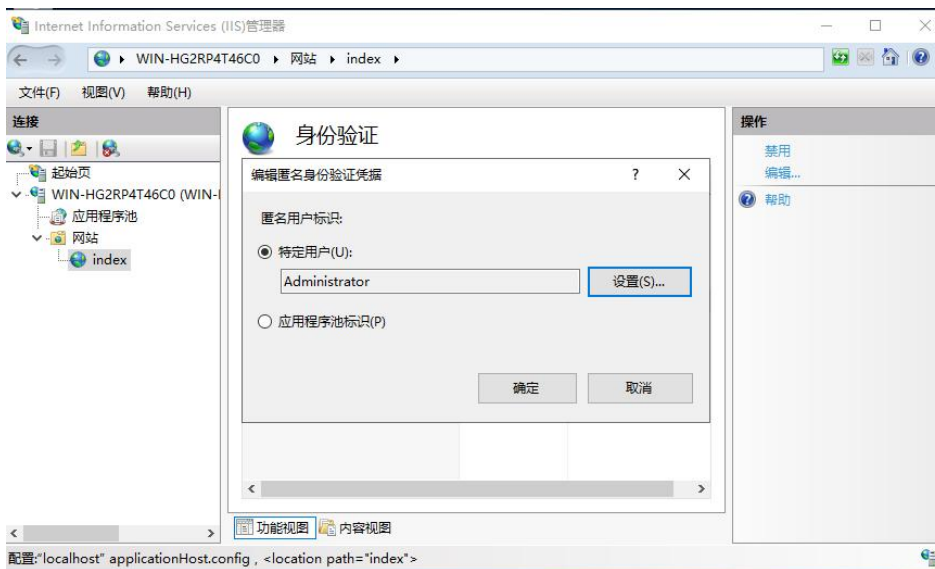 Internet Information Services (IIS)管理器
WIN-HG2RP4T46C0 网站 index
文件(F) 视图(V) 帮助(H)
连接
起始页
WIN-HG2RP4T46C0 (WIN-
应用程序池
网站
index
身份验证
编辑匿名身份验证凭据 ?
匿名用户标识:
特定用户(U):
Administrator
设置(S)...
应用程序池标识(P)
确定 取消
功能视图 内容视图
操作
禁用
编辑...
帮助
配置:"localhost" applicationHost.config , <location path="index">